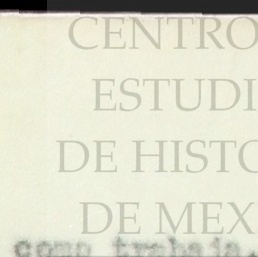 CENTRO
ESTUDI
DE HISTO
DE MEX
como trabaja.